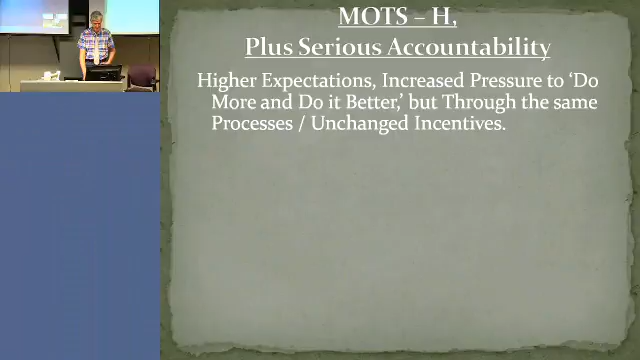 MOTS – H,
Plus Serious Accountability
Higher Expectations, Increased Pressure to ‘Do
More and Do it Better,’ but Through the same
Processes / Unchanged Incentives.